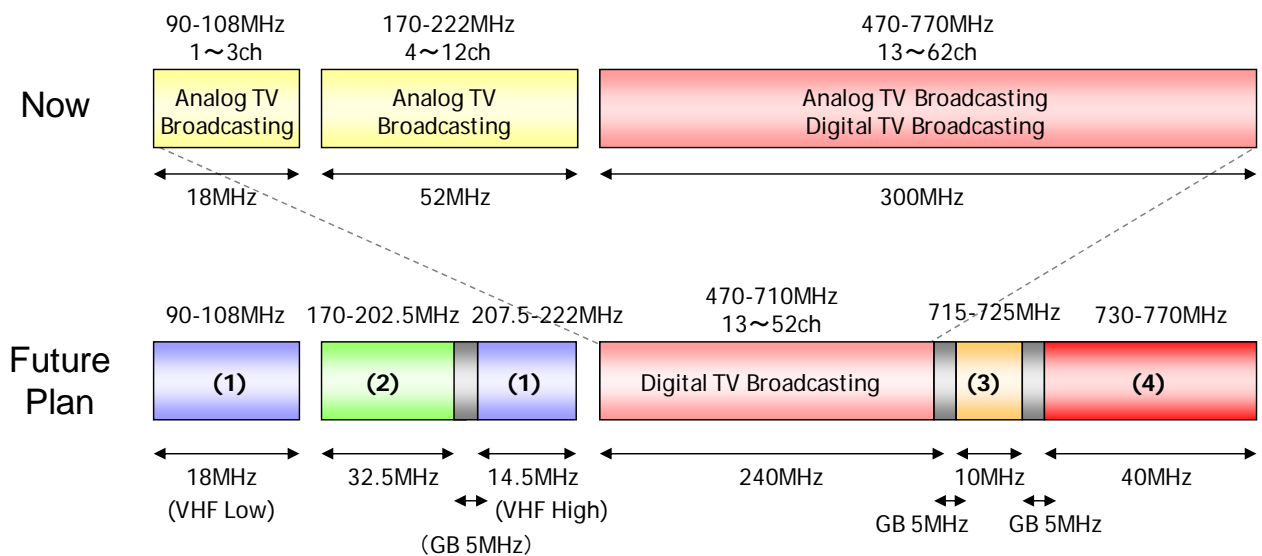 90-108MHz
1～3ch
170-222MHz
4～12ch
470-770MHz
13～62ch
Now
Analog TV
Broadcasting
Analog TV
Broadcasting
Analog TV Broadcasting
Digital TV Broadcasting
18MHz
52MHz
300MHz
90-108MHz
170-202.5MHz
207.5-222MHz
470-710MHz
13～52ch
715-725MHz
730-770MHz
Future
Plan
(1)
(2)
(1)
Digital TV Broadcasting
(3)
(4)
18MHz
(VHF Low)
32.5MHz
14.5MHz
(VHF High)
(GB 5MHz)
240MHz
10MHz
40MHz
GB 5MHz
GB 5MHz